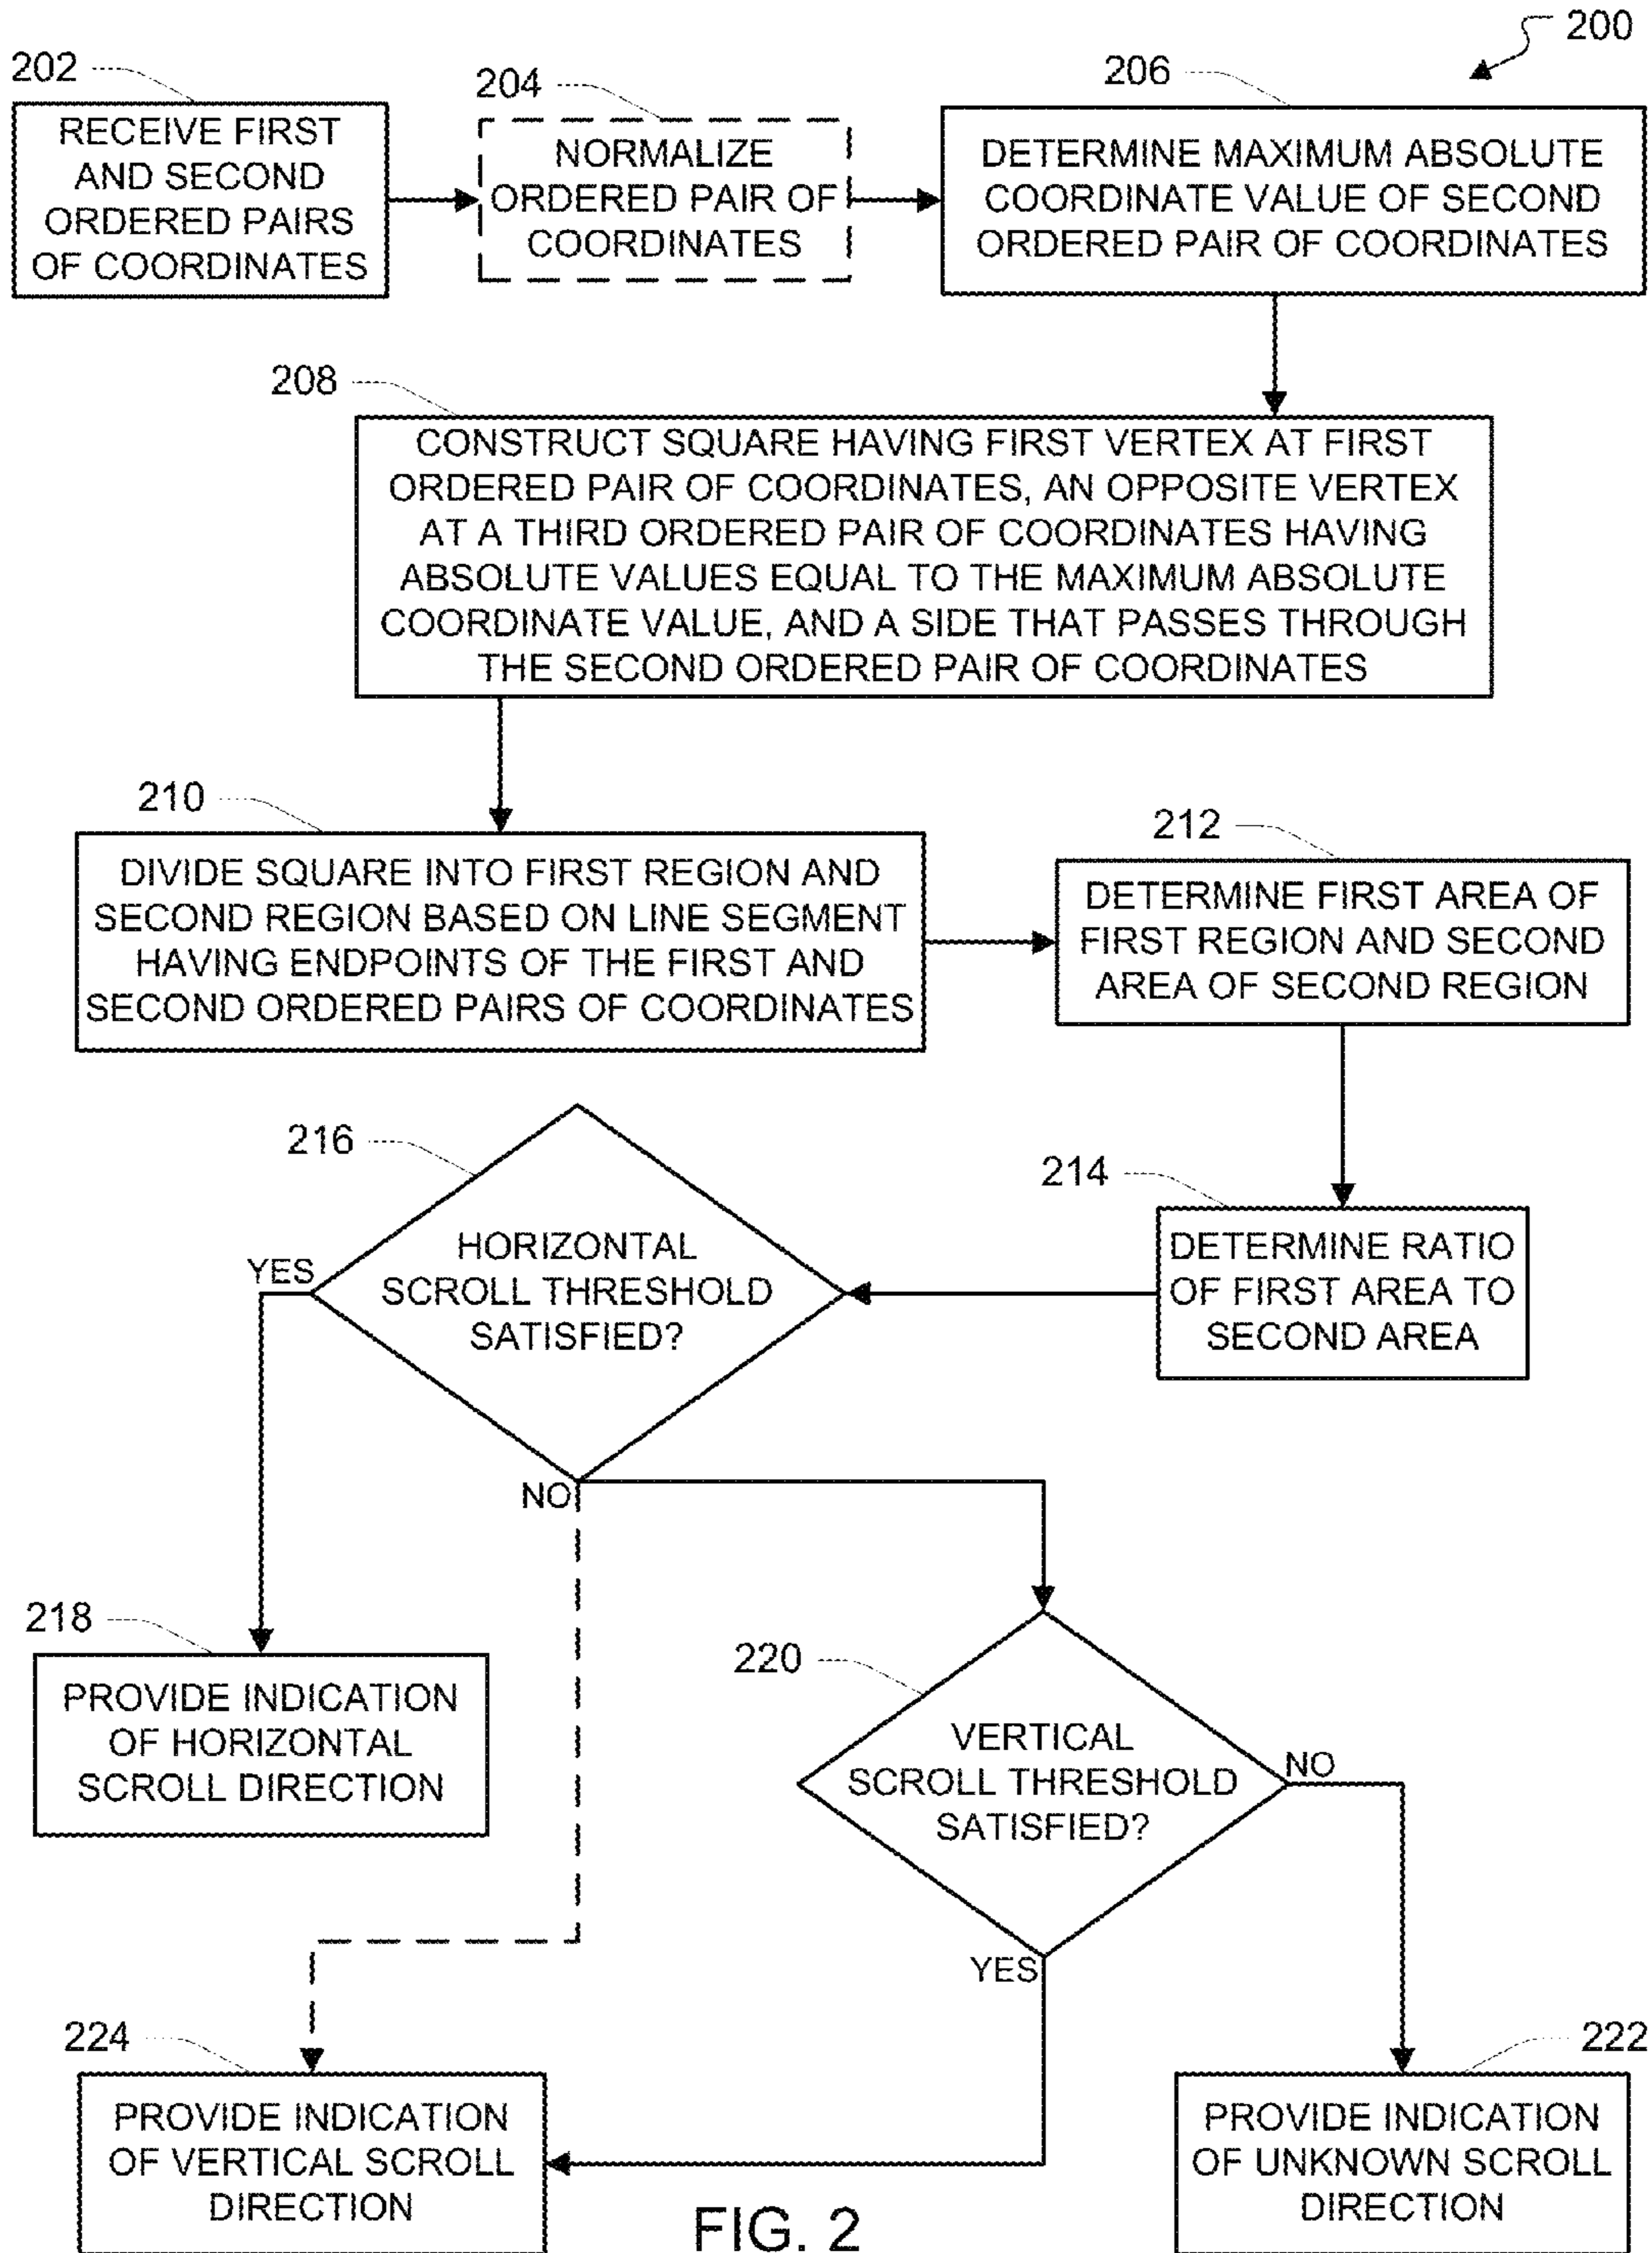 200
202
RECEIVE FIRST
AND SECOND
ORDERED PAIRS
OF COORDINATES
204
NORMALIZE
ORDERED PAIR OF
COORDINATES
206
DETERMINE MAXIMUM ABSOLUTE
COORDINATE VALUE OF SECOND
ORDERED PAIR OF COORDINATES
208
CONSTRUCT SQUARE HAVING FIRST VERTEX AT FIRST
ORDERED PAIR OF COORDINATES, AN OPPOSITE VERTEX
AT A THIRD ORDERED PAIR OF COORDINATES HAVING
ABSOLUTE VALUES EQUAL TO THE MAXIMUM ABSOLUTE
COORDINATE VALUE, AND A SIDE THAT PASSES THROUGH
THE SECOND ORDERED PAIR OF COORDINATES
210
DIVIDE SQUARE INTO FIRST REGION AND
SECOND REGION BASED ON LINE SEGMENT
HAVING ENDPOINTS OF THE FIRST AND
SECOND ORDERED PAIRS OF COORDINATES
212
DETERMINE FIRST AREA OF
FIRST REGION AND SECOND
AREA OF SECOND REGION
214
DETERMINE RATIO
OF FIRST AREA TO
SECOND AREA
216
HORIZONTAL
SCROLL THRESHOLD
SATISFIED?
YES
NO
218
PROVIDE INDICATION
OF HORIZONTAL
SCROLL DIRECTION
220
VERTICAL
SCROLL THRESHOLD
SATISFIED?
NO
YES
224
PROVIDE INDICATION
OF VERTICAL SCROLL
DIRECTION
222
PROVIDE INDICATION
OF UNKNOWN SCROLL
DIRECTION
FIG. 2